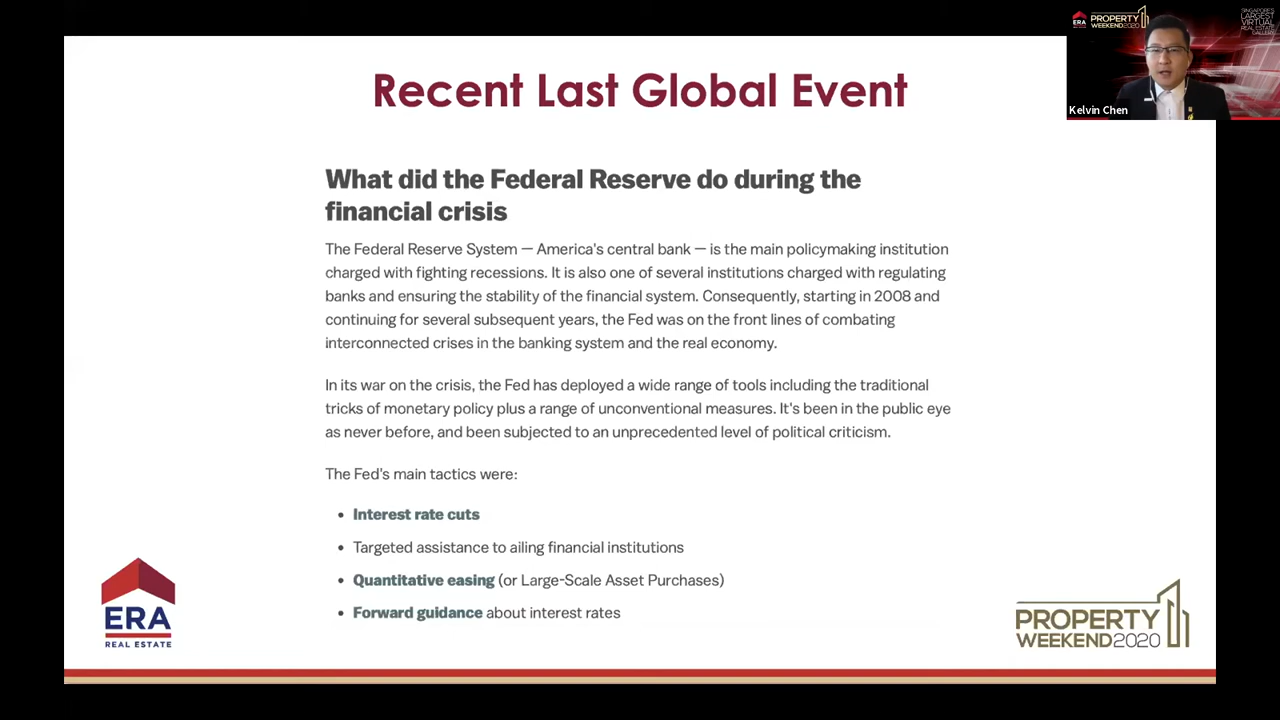 Recent Last Global Event
What did the Federal Reserve do during the
financial crisis
The Federal Reserve System — America's central bank — is the main policymaking institution
charged with fighting recessions. It is also one of several institutions charged with regulating
banks and ensuring the stability of the financial system. Consequently, starting in 2008 and
continuing for several subsequent years, the Fed was on the front lines of combating
interconnected crises in the banking system and the real economy.
In its war on the crisis, the Fed has deployed a wide range of tools including the traditional
tricks of monetary policy plus a range of unconventional measures. It's been in the public eye
as never before, and been subjected to an unprecedented level of political criticism.
The Fed's main tactics were:
• Interest rate cuts
• Targeted assistance to ailing financial institutions
• Quantitative easing (or Large-Scale Asset Purchases)
• Forward guidance about interest rates
ERA
REAL ESTATE
PROPERTY
WEEKEND2020
ERA
PROPERTY
WEEKEND2020
SINGAPORE'S
LARGEST
VIRTUAL
REAL ESTATE
GALLERY
Kelvin Chen